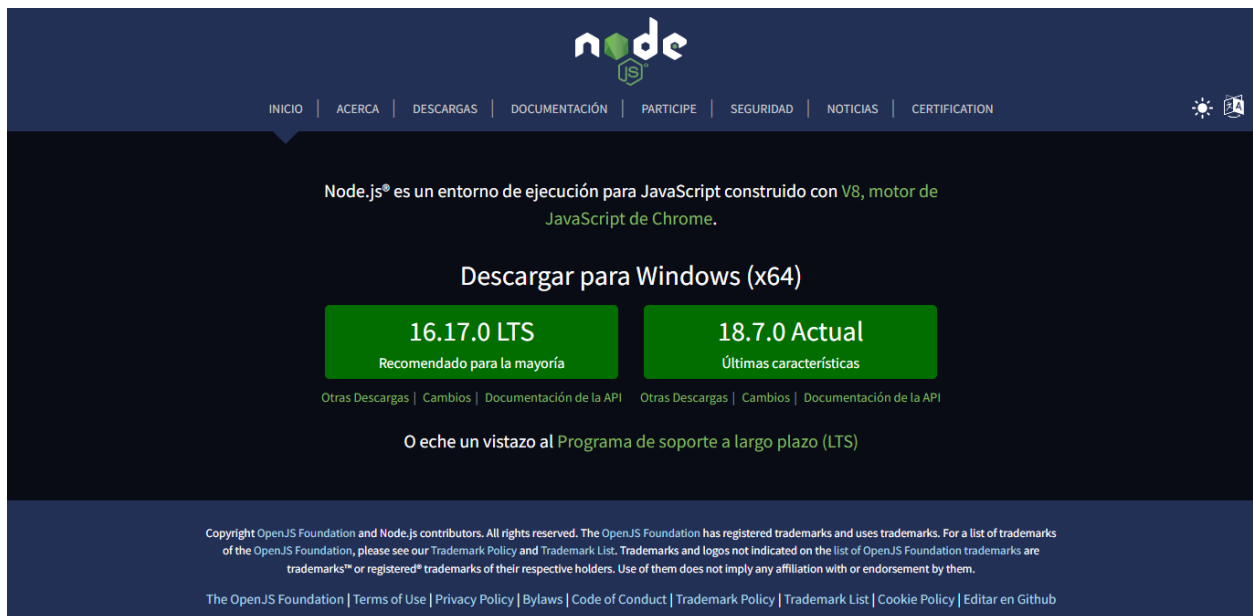 node
JS
INICIO | ACERCA | DESCARGAS | DOCUMENTACIÓN | PARTICIPE | SEGURIDAD | NOTICIAS | CERTIFICATION
Node.js® es un entorno de ejecución para JavaScript construido con V8, motor de
JavaScript de Chrome.
Descargar para Windows (x64)
16.17.0 LTS
Recomendado para la mayoría
18.7.0 Actual
Últimas características
Otras Descargas | Cambios | Documentación de la API
Otras Descargas | Cambios | Documentación de la API
O eche un vistazo al Programa de soporte a largo plazo (LTS)
Copyright OpenJS Foundation and Node.js contributors. All rights reserved. The OpenJS Foundation has registered trademarks and uses trademarks. For a list of trademarks
of the OpenJS Foundation, please see our Trademark Policy and Trademark List. Trademarks and logos not indicated on the list of OpenJS Foundation trademarks are
trademarks™ or registered® trademarks of their respective holders. Use of them does not imply any affiliation with or endorsement by them.
The OpenJS Foundation | Terms of Use | Privacy Policy | Bylaws | Code of Conduct | Trademark Policy | Trademark List | Cookie Policy | Editar en Github